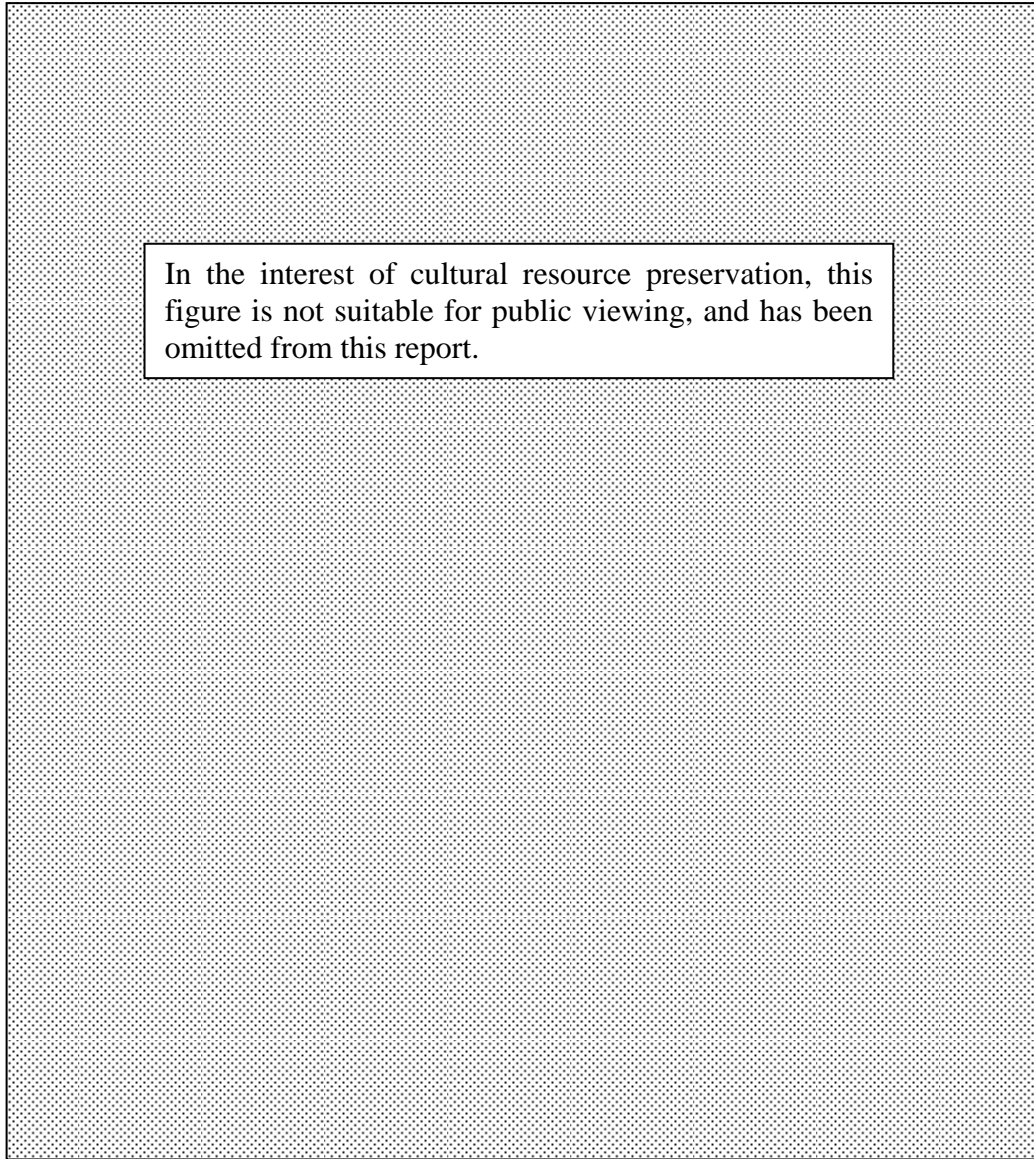 In the interest of cultural resource preservation, this
figure is not suitable for public viewing, and has been
omitted from this report.